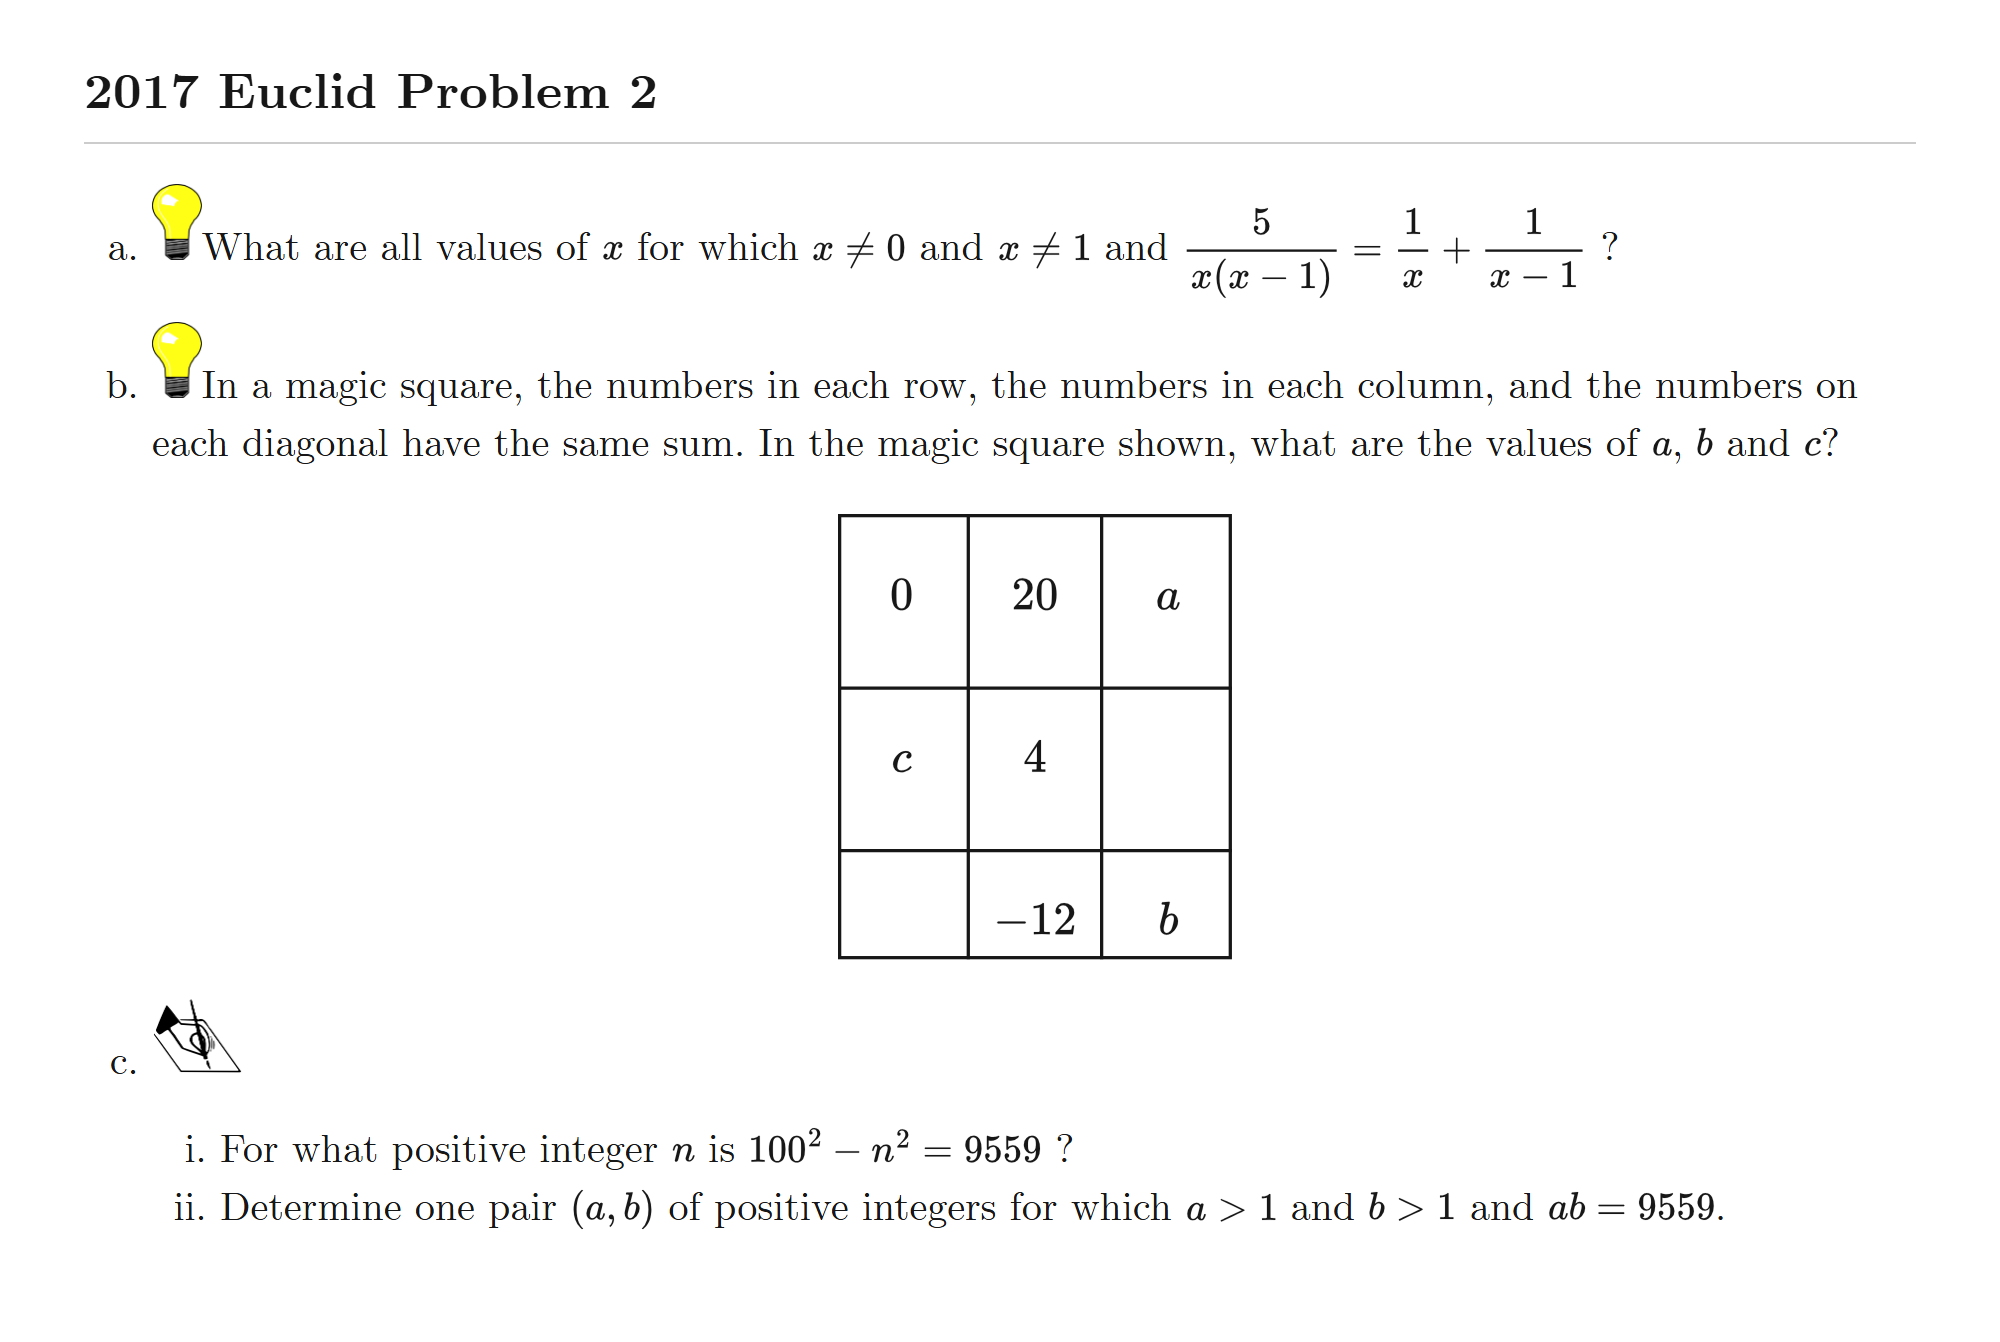 2017 Euclid Problem 2
a. What are all values of x for which x ≠ 0 and x ≠ 1 and 5/(x(x − 1)) = 1/x + 1/(x − 1) ?
b. In a magic square, the numbers in each row, the numbers in each column, and the numbers on
each diagonal have the same sum. In the magic square shown, what are the values of a, b and c?
0 20 a
c 4
−12 b
c.
i. For what positive integer n is 100² − n² = 9559 ?
ii. Determine one pair (a, b) of positive integers for which a > 1 and b > 1 and ab = 9559.